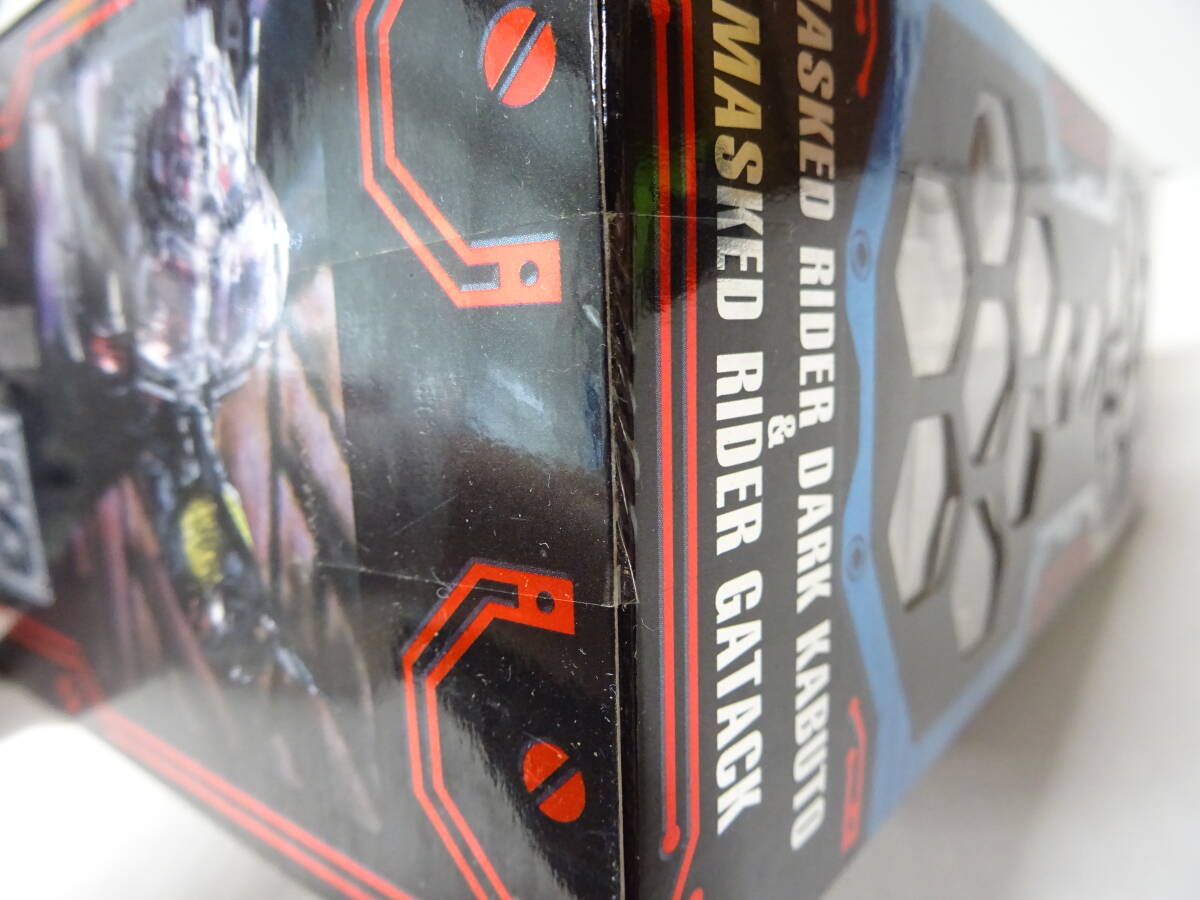 MASKED RIDER DARK KABUTO
&
MASKED RIDER GATACK